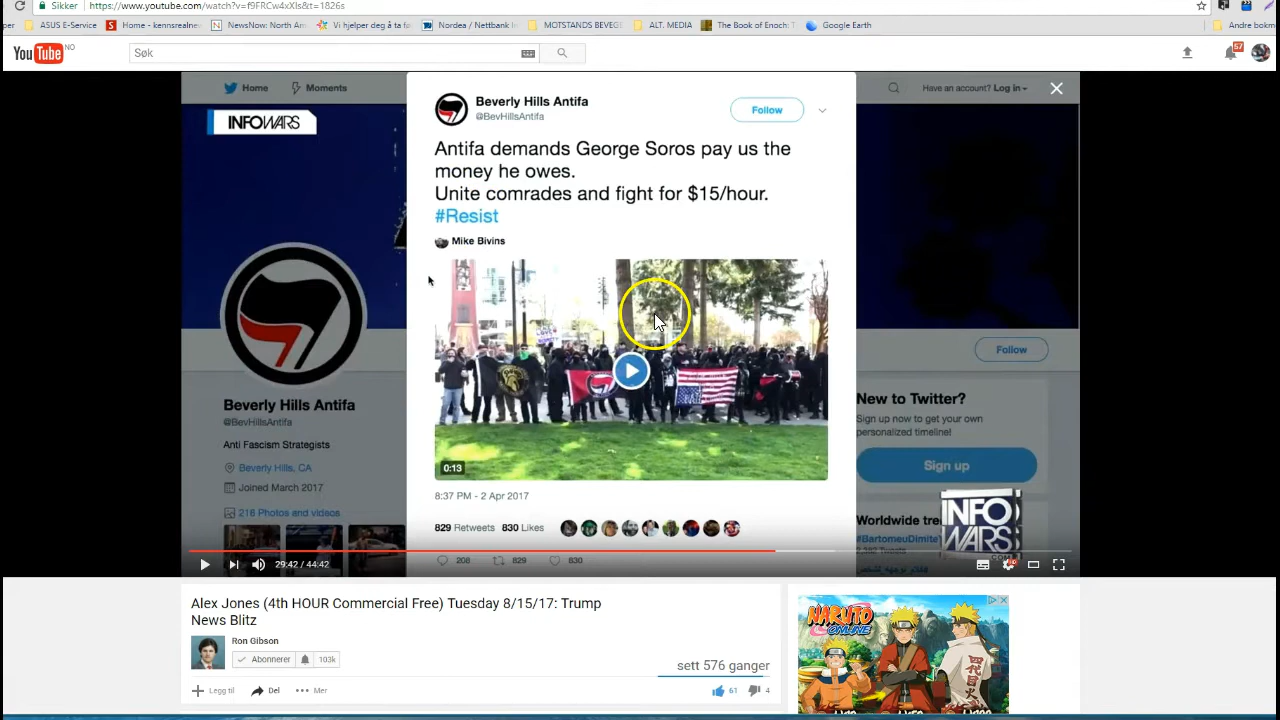 Sikker
https://www.youtube.com/watch?v=f9FRCw4xXls&t=1826s
per
ASUS E-Service
Home - kennsrealne
NewsNow: North Am
Vi hjelper deg å ta fø
Nordea / Nettbank In
MOTSTANDS BEVEGE
ALT. MEDIA
The Book of Enoch: T
Google Earth
Andre bokm
YouTube NO
Søk
57
Home
Moments
Have an account? Log in
INFOWARS
Beverly Hills Antifa
@BevHillsAntifa
Follow
Antifa demands George Soros pay us the
money he owes.
Unite comrades and fight for $15/hour.
#Resist
Mike Bivins
0:13
8:37 PM - 2 Apr 2017
829 Retweets 830 Likes
208 829 830
Beverly Hills Antifa
@BevHillsAntifa
Anti Fascism Strategists
Beverly Hills, CA
Joined March 2017
216 Photos and videos
Follow
New to Twitter?
Sign up now to get your own
personalized timeline!
Sign up
Worldwide tre
#BartomeuDimite
INFO
WARS
.COM
29:42 / 44:42
Alex Jones (4th HOUR Commercial Free) Tuesday 8/15/17: Trump
News Blitz
Ron Gibson
Abonnerer
103k
sett 576 ganger
Legg til
Del
Mer
61
4
NARUTO
ONLINE